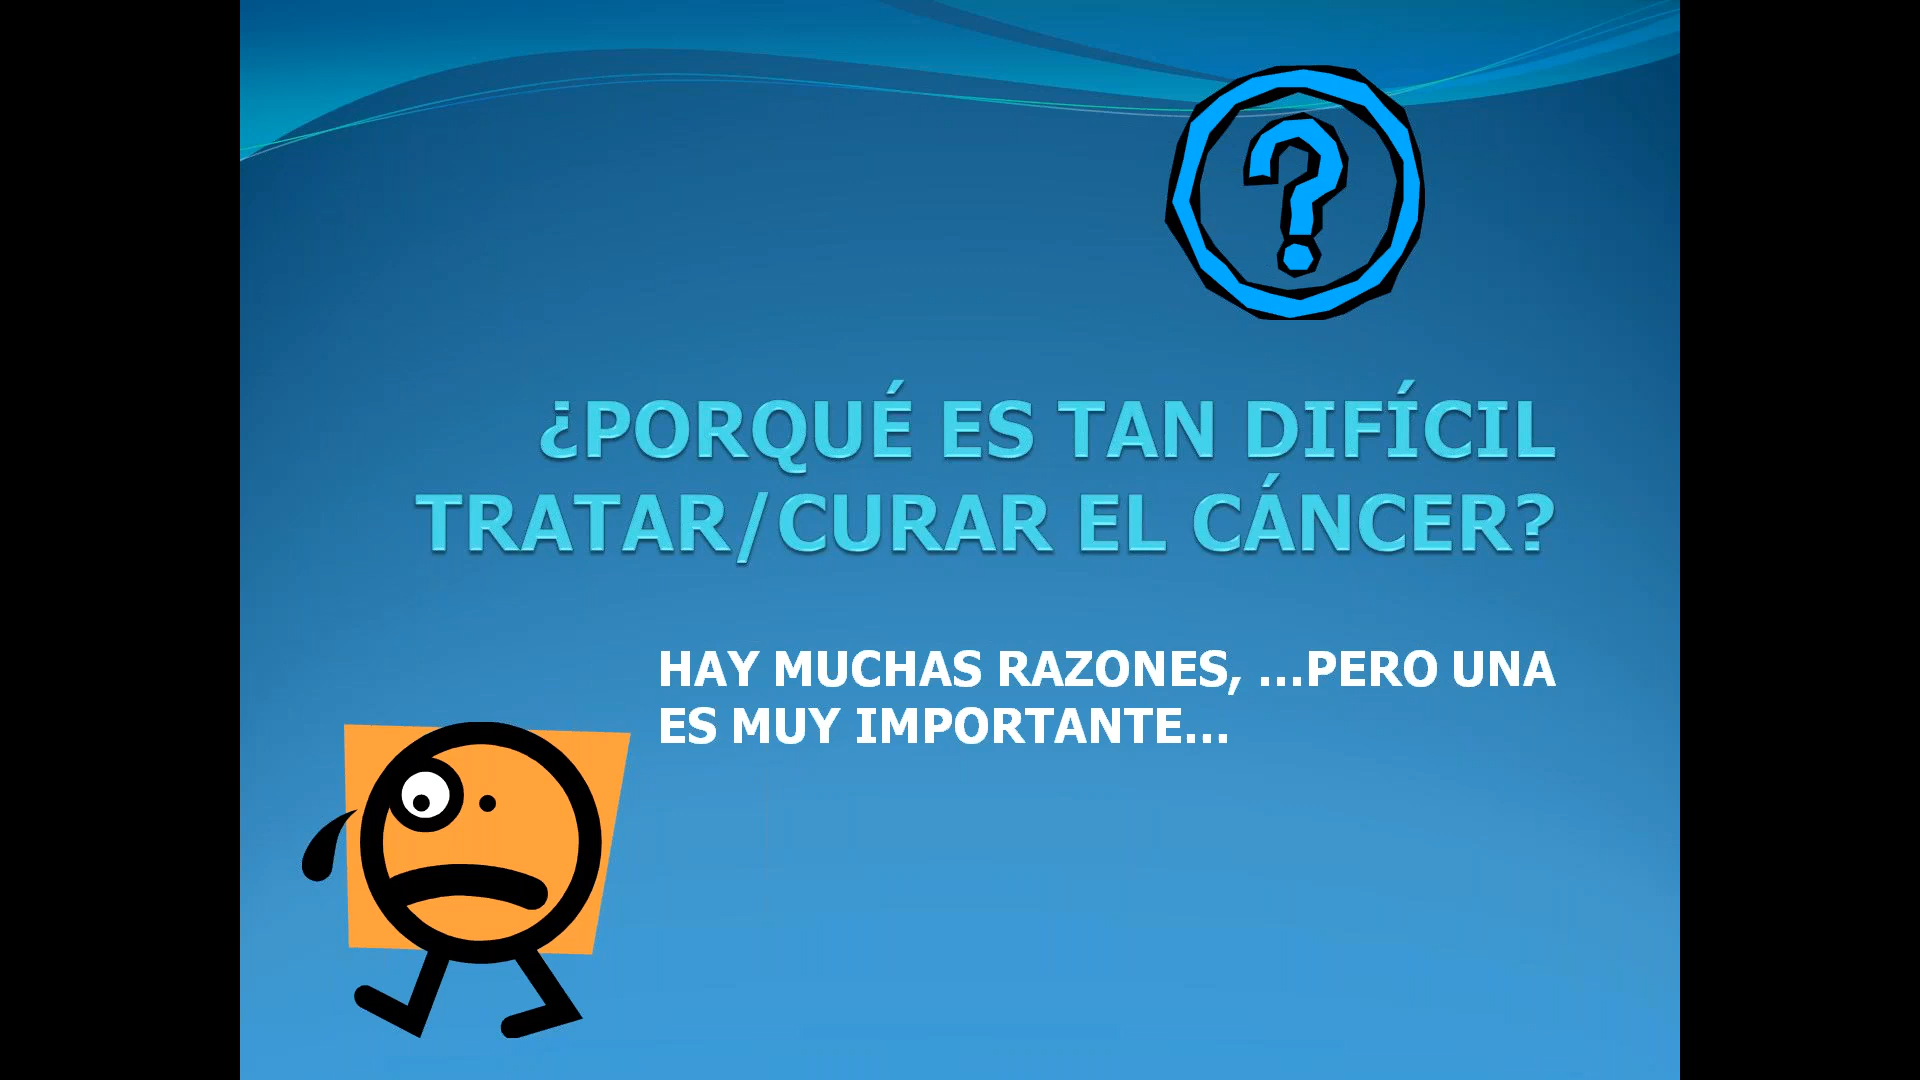 ¿PORQUÉ ES TAN DIFÍCIL
TRATAR/CURAR EL CÁNCER?
HAY MUCHAS RAZONES, ...PERO UNA
ES MUY IMPORTANTE...